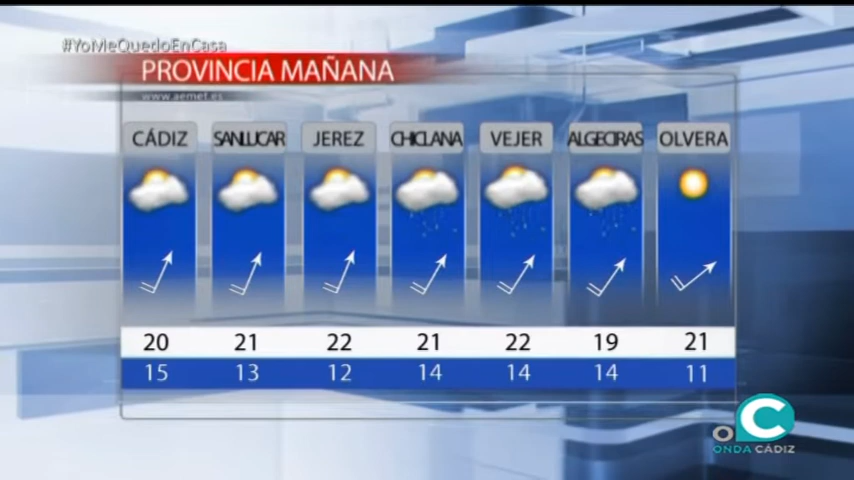 #YoMeQuedoEnCasa
PROVINCIA MAÑANA
www.aemet.es
CÁDIZ SANLUCAR JEREZ CHICLANA VEJER ALGECIRAS OLVERA
20 21 22 21 22 19 21
15 13 12 14 14 14 11
O C
ONDA CÁDIZ